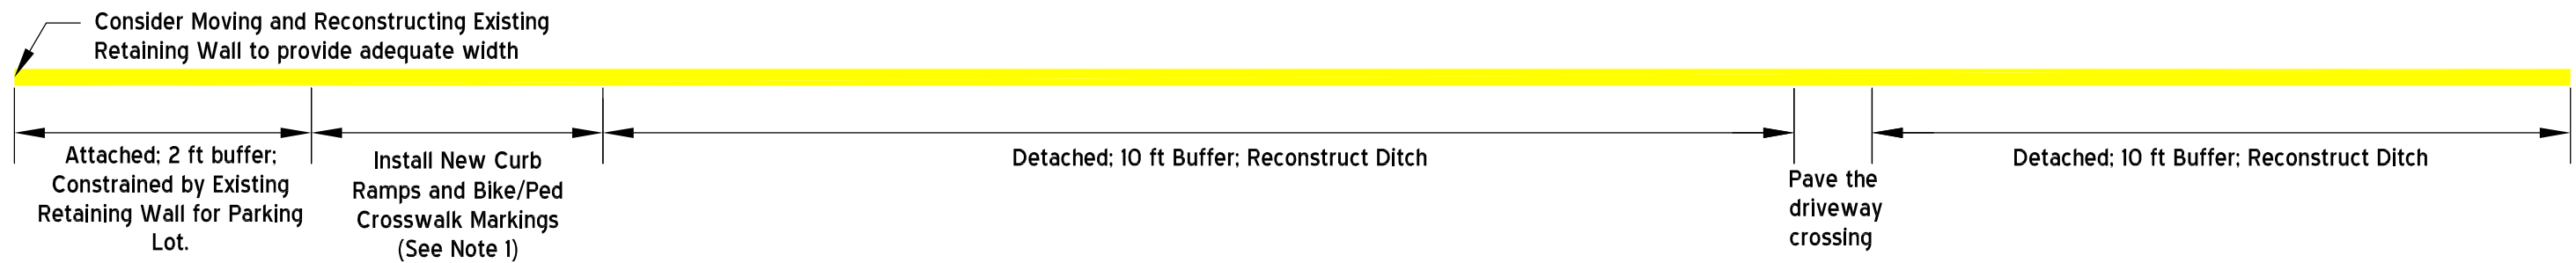 Consider Moving and Reconstructing Existing
Retaining Wall to provide adequate width
Attached; 2 ft buffer;
Constrained by Existing
Retaining Wall for Parking
Lot.
Install New Curb
Ramps and Bike/Ped
Crosswalk Markings
(See Note 1)
Detached; 10 ft Buffer; Reconstruct Ditch
Pave the
driveway
crossing
Detached; 10 ft Buffer; Reconstruct Ditch